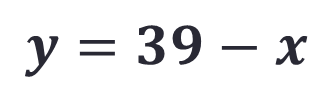 y = 39 − x